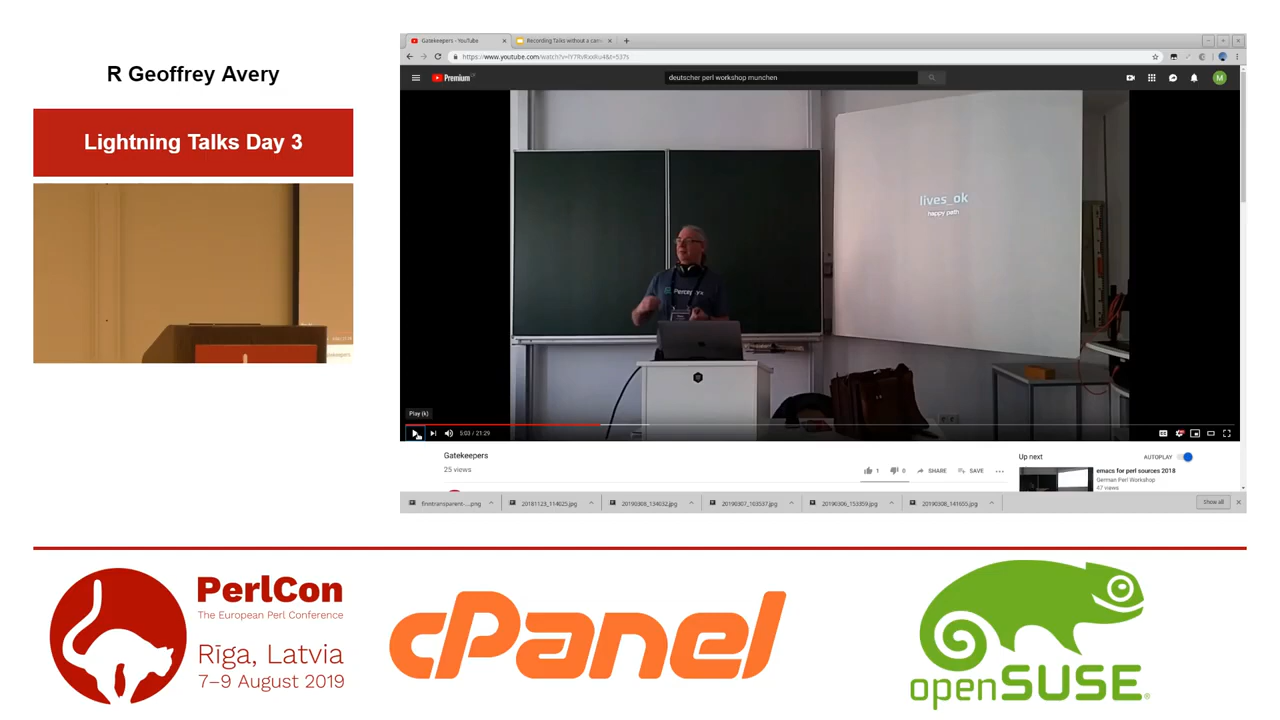 R Geoffrey Avery
Lightning Talks Day 3
Gatekeepers - YouTube
Recording Talks without a cam
https://www.youtube.com/watch?v=
Premium
deutscher perl workshop munchen
M
lives_ok
happy path
Perceptyx
Play (k)
5:03 / 21:29
Gatekeepers
25 views
1
0
SHARE
SAVE
Up next
AUTOPLAY
emacs for perl sources 2018
German Perl Workshop
47 views
finntransparent-....png
20181123_114025.jpg
20190308_134032.jpg
20190307_103537.jpg
20190306_153359.jpg
20190308_141655.jpg
Show all
PerlCon
The European Perl Conference
Rīga, Latvia
7–9 August 2019
cPanel
openSUSE